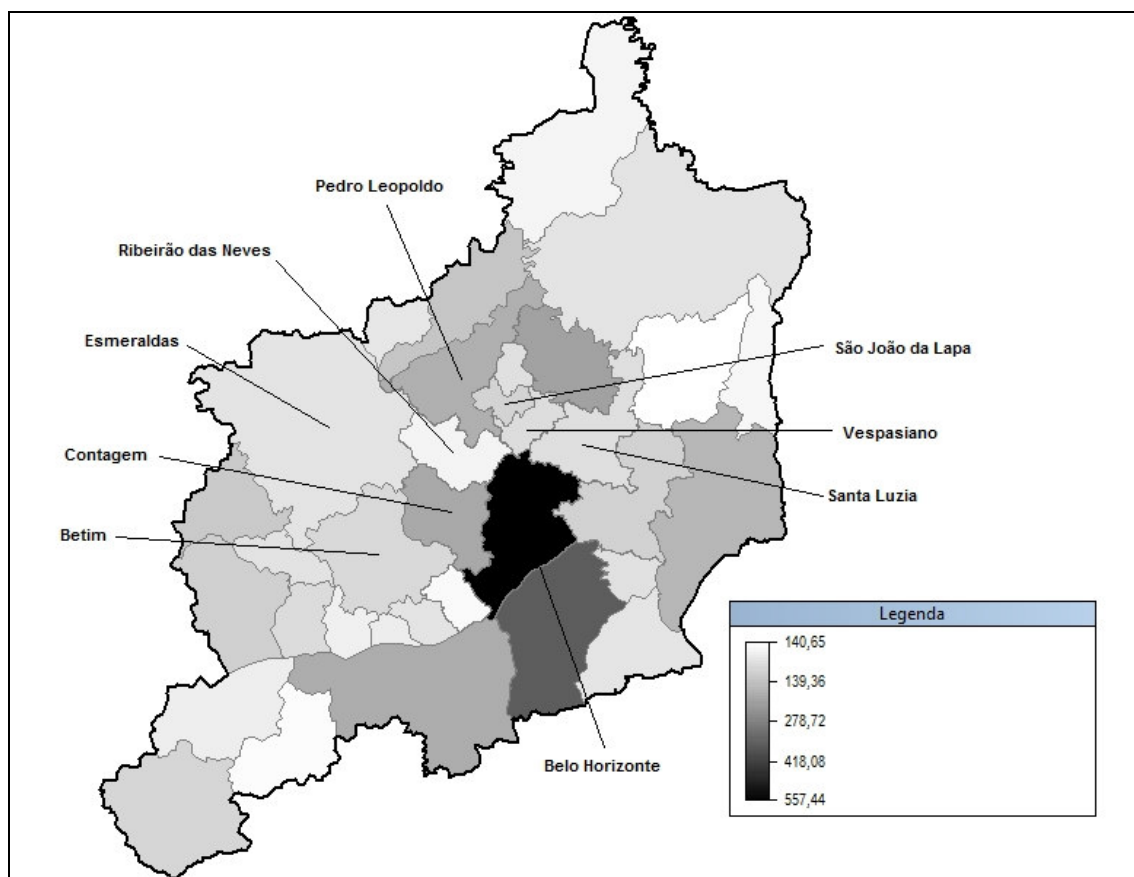 Pedro Leopoldo
Ribeirão das Neves
Esmeraldas
São João da Lapa
Vespasiano
Contagem
Santa Luzia
Betim
Belo Horizonte
Legenda
140,65
139,36
278,72
418,08
557,44